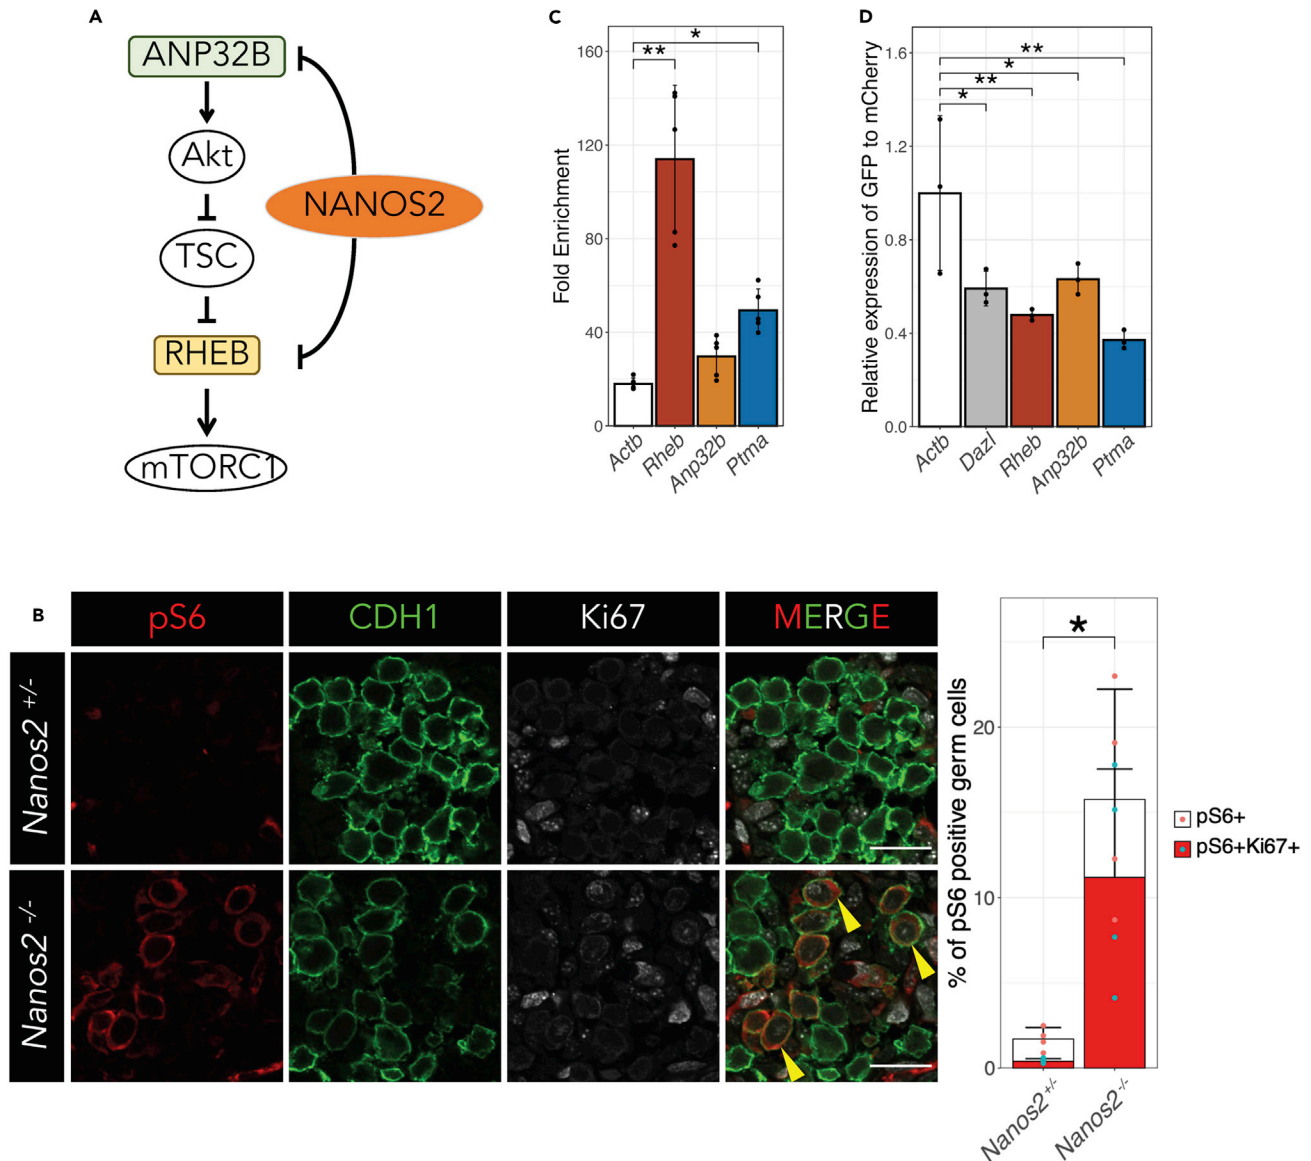 A
ANP32B
Akt
TSC
RHEB
mTORC1
NANOS2
C
Fold Enrichment
160
120
80
40
0
**
*
Actb
Rheb
Anp32b
Ptma
D
Relative expression of GFP to mCherry
1.6
1.2
0.8
0.4
0.0
**
*
**
*
Actb
Dazl
Rheb
Anp32b
Ptma
B
pS6
CDH1
Ki67
MERGE
Nanos2 +/-
Nanos2 -/-
% of pS6 positive germ cells
20
10
0
*
Nanos2+/-
Nanos2-/-
pS6+
pS6+Ki67+